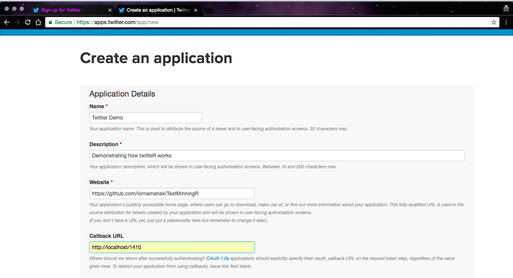 Sign up for Twitter
Create an application | Twitt
Secure
https://apps.twitter.com/app/new
Create an application
Application Details
Name *
Twitter Demo
Your application name. This is used to attribute the source of a tweet and in user-facing authorization screens. 32 characters max.
Description *
Demonstrating how twitteR works
Your application description, which will be shown in user-facing authorization screens. Between 10 and 200 characters max.
Website *
https://github.com/lornamariak/TextMinningR
Your application's publicly accessible home page, where users can go to download, make use of, or find out more information about your application. This fully-qualified URL is used in the
source attribution for tweets created by your application and will be shown in user-facing authorization screens.
(If you don't have a URL yet, just put a placeholder here but remember to change it later.)
Callback URL
http://localhost/1410
Where should we return after successfully authenticating? OAuth 1.0a applications should explicitly specify their oauth_callback URL on the request token step, regardless of the value
given here. To restrict your application from using callbacks, leave this field blank.